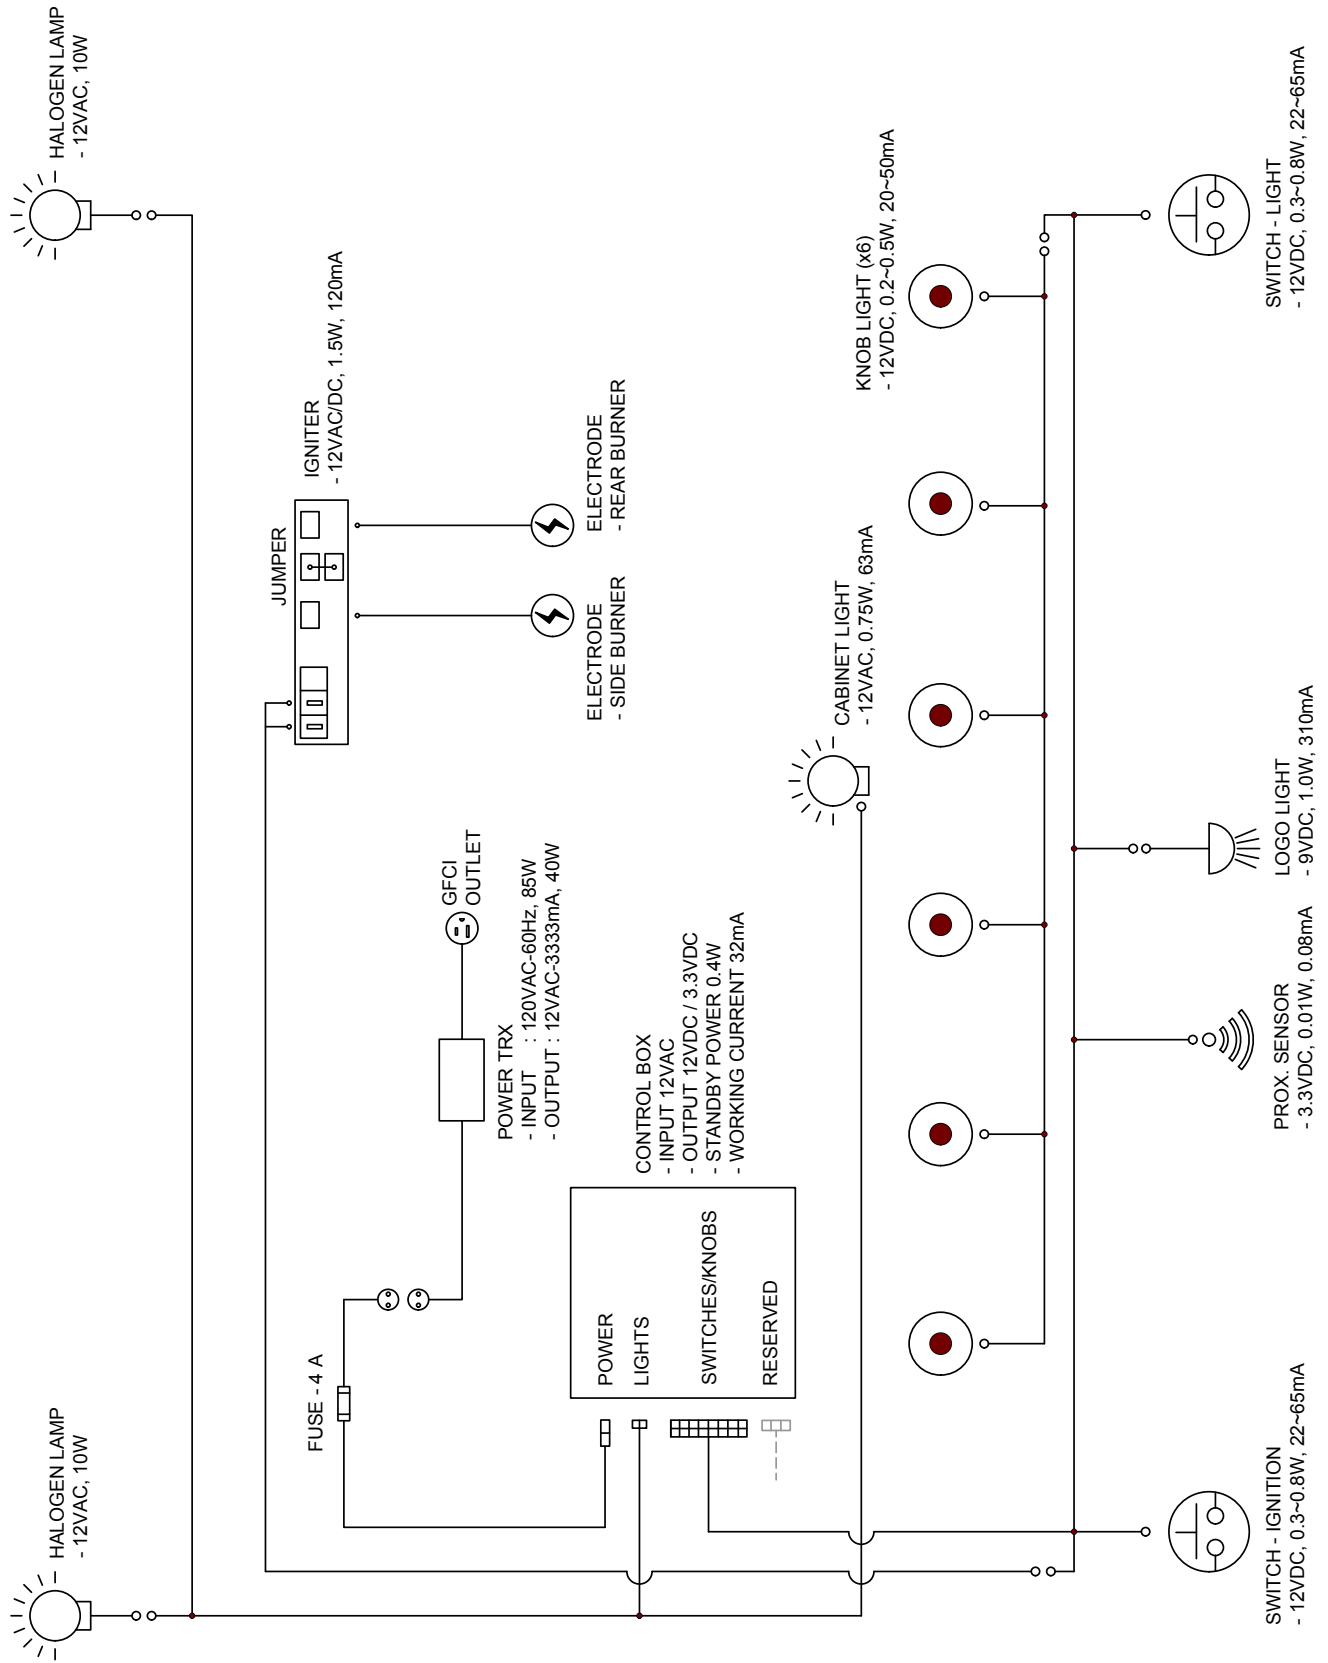 HALOGEN LAMP
- 12VAC, 10W
HALOGEN LAMP
- 12VAC, 10W
FUSE - 4 A
JUMPER
IGNITER
- 12VAC/DC, 1.5W, 120mA
GFCI
OUTLET
POWER TRX
- INPUT : 120VAC-60Hz, 85W
- OUTPUT : 12VAC-3333mA, 40W
ELECTRODE
- SIDE BURNER
ELECTRODE
- REAR BURNER
CONTROL BOX
- INPUT 12VAC
- OUTPUT 12VDC / 3.3VDC
- STANDBY POWER 0.4W
- WORKING CURRENT 32mA
POWER
LIGHTS
SWITCHES/KNOBS
RESERVED
CABINET LIGHT
- 12VAC, 0.75W, 63mA
KNOB LIGHT (x6)
- 12VDC, 0.2~0.5W, 20~50mA
SWITCH - IGNITION
- 12VDC, 0.3~0.8W, 22~65mA
PROX. SENSOR
- 3.3VDC, 0.01W, 0.08mA
LOGO LIGHT
- 9VDC, 1.0W, 310mA
SWITCH - LIGHT
- 12VDC, 0.3~0.8W, 22~65mA